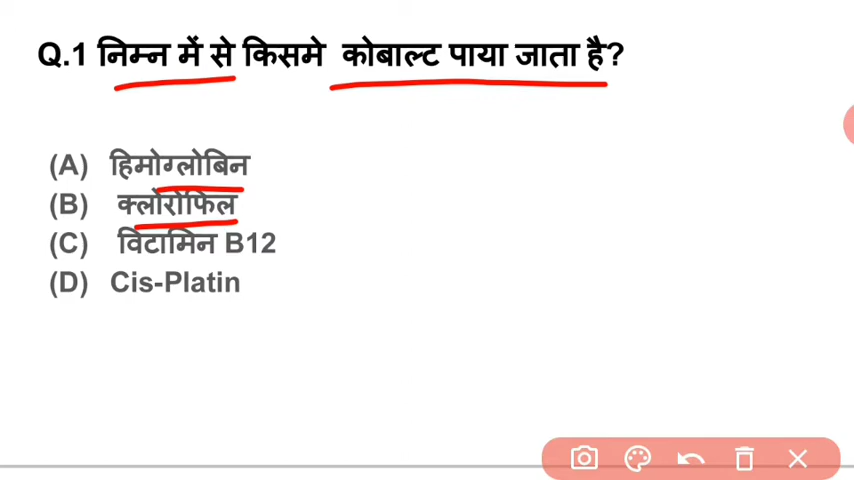 Q.1 निम्न में से किसमे कोबाल्ट पाया जाता है?
(A) हिमोग्लोबिन
(B) क्लोरोफिल
(C) विटामिन B12
(D) Cis-Platin